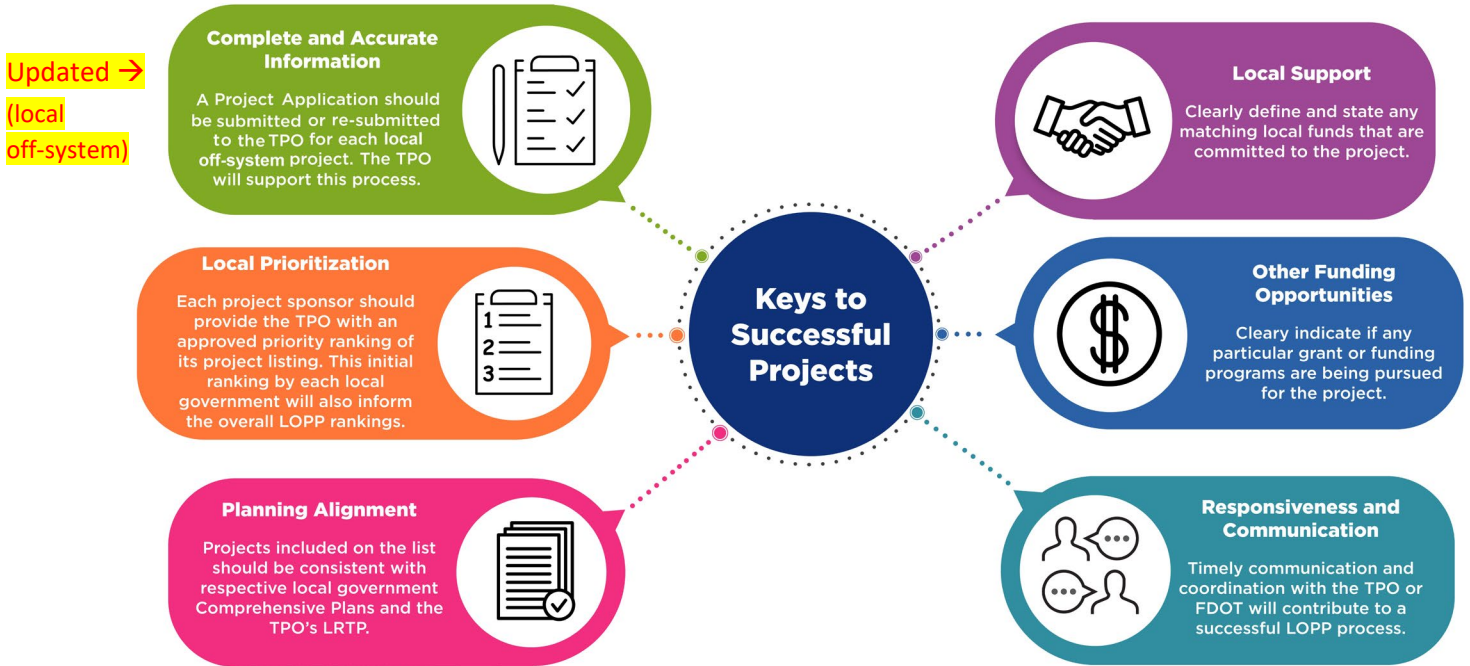 Updated →
(local
off-system)
Complete and Accurate
Information
A Project Application should
be submitted or re-submitted
to the TPO for each local
off-system project. The TPO
will support this process.
Local Prioritization
Each project sponsor should
provide the TPO with an
approved priority ranking of
its project listing. This initial
ranking by each local
government will also inform
the overall LOPP rankings.
1
2
3
Planning Alignment
Projects included on the list
should be consistent with
respective local government
Comprehensive Plans and the
TPO’s LRTP.
Keys to
Successful
Projects
Local Support
Clearly define and state any
matching local funds that are
committed to the project.
$
Other Funding
Opportunities
Cleary indicate if any
particular grant or funding
programs are being pursued
for the project.
Responsiveness and
Communication
Timely communication and
coordination with the TPO or
FDOT will contribute to a
successful LOPP process.